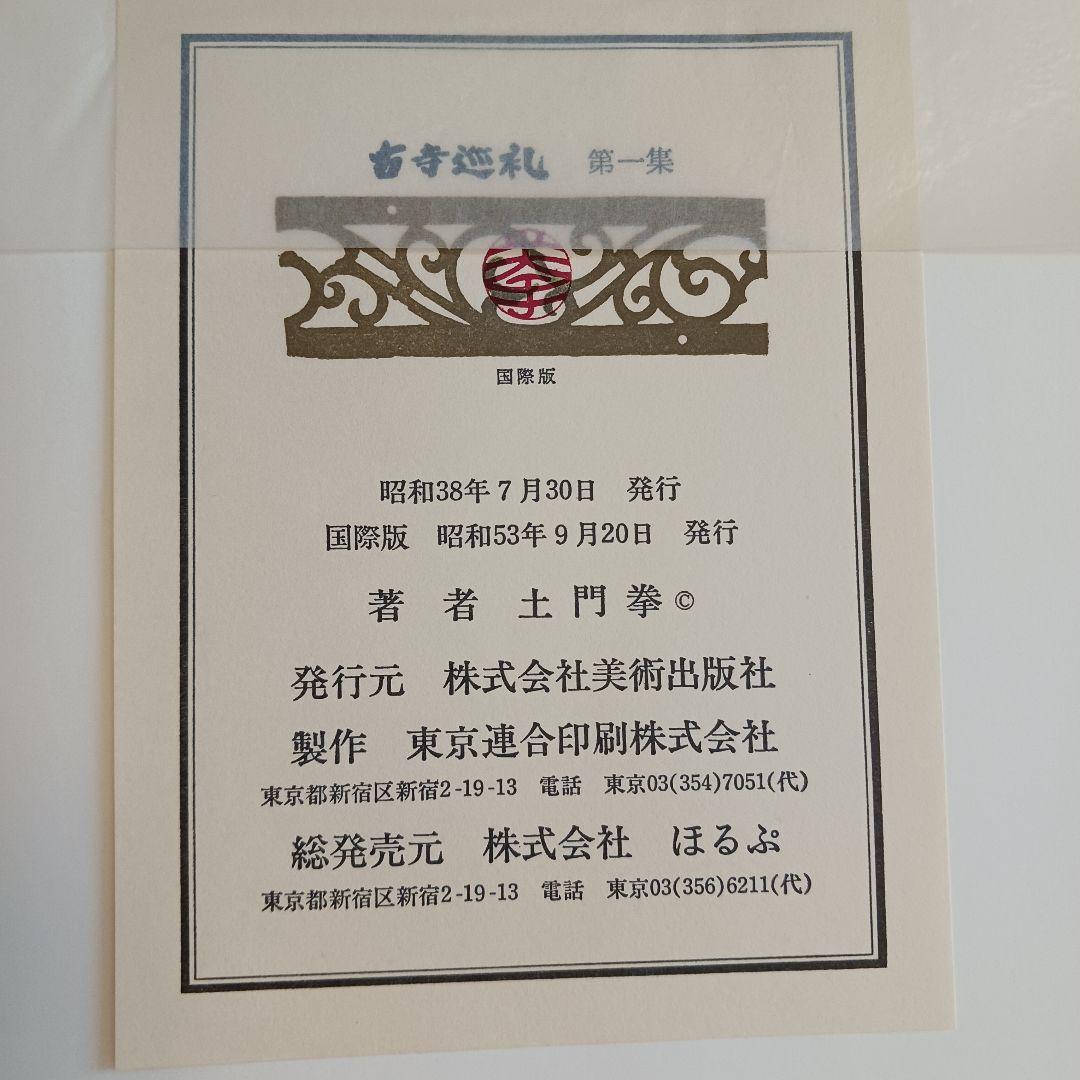 古寺巡礼 第一集
拳
国際版
昭和38年7月30日 発行
国際版 昭和53年9月20日 発行
著者 土門拳©
発行元 株式会社美術出版社
製作 東京連合印刷株式会社
東京都新宿区新宿2-19-13 電話 東京03(354)7051(代)
総発売元 株式会社 ほるぷ
東京都新宿区新宿2-19-13 電話 東京03(356)6211(代)